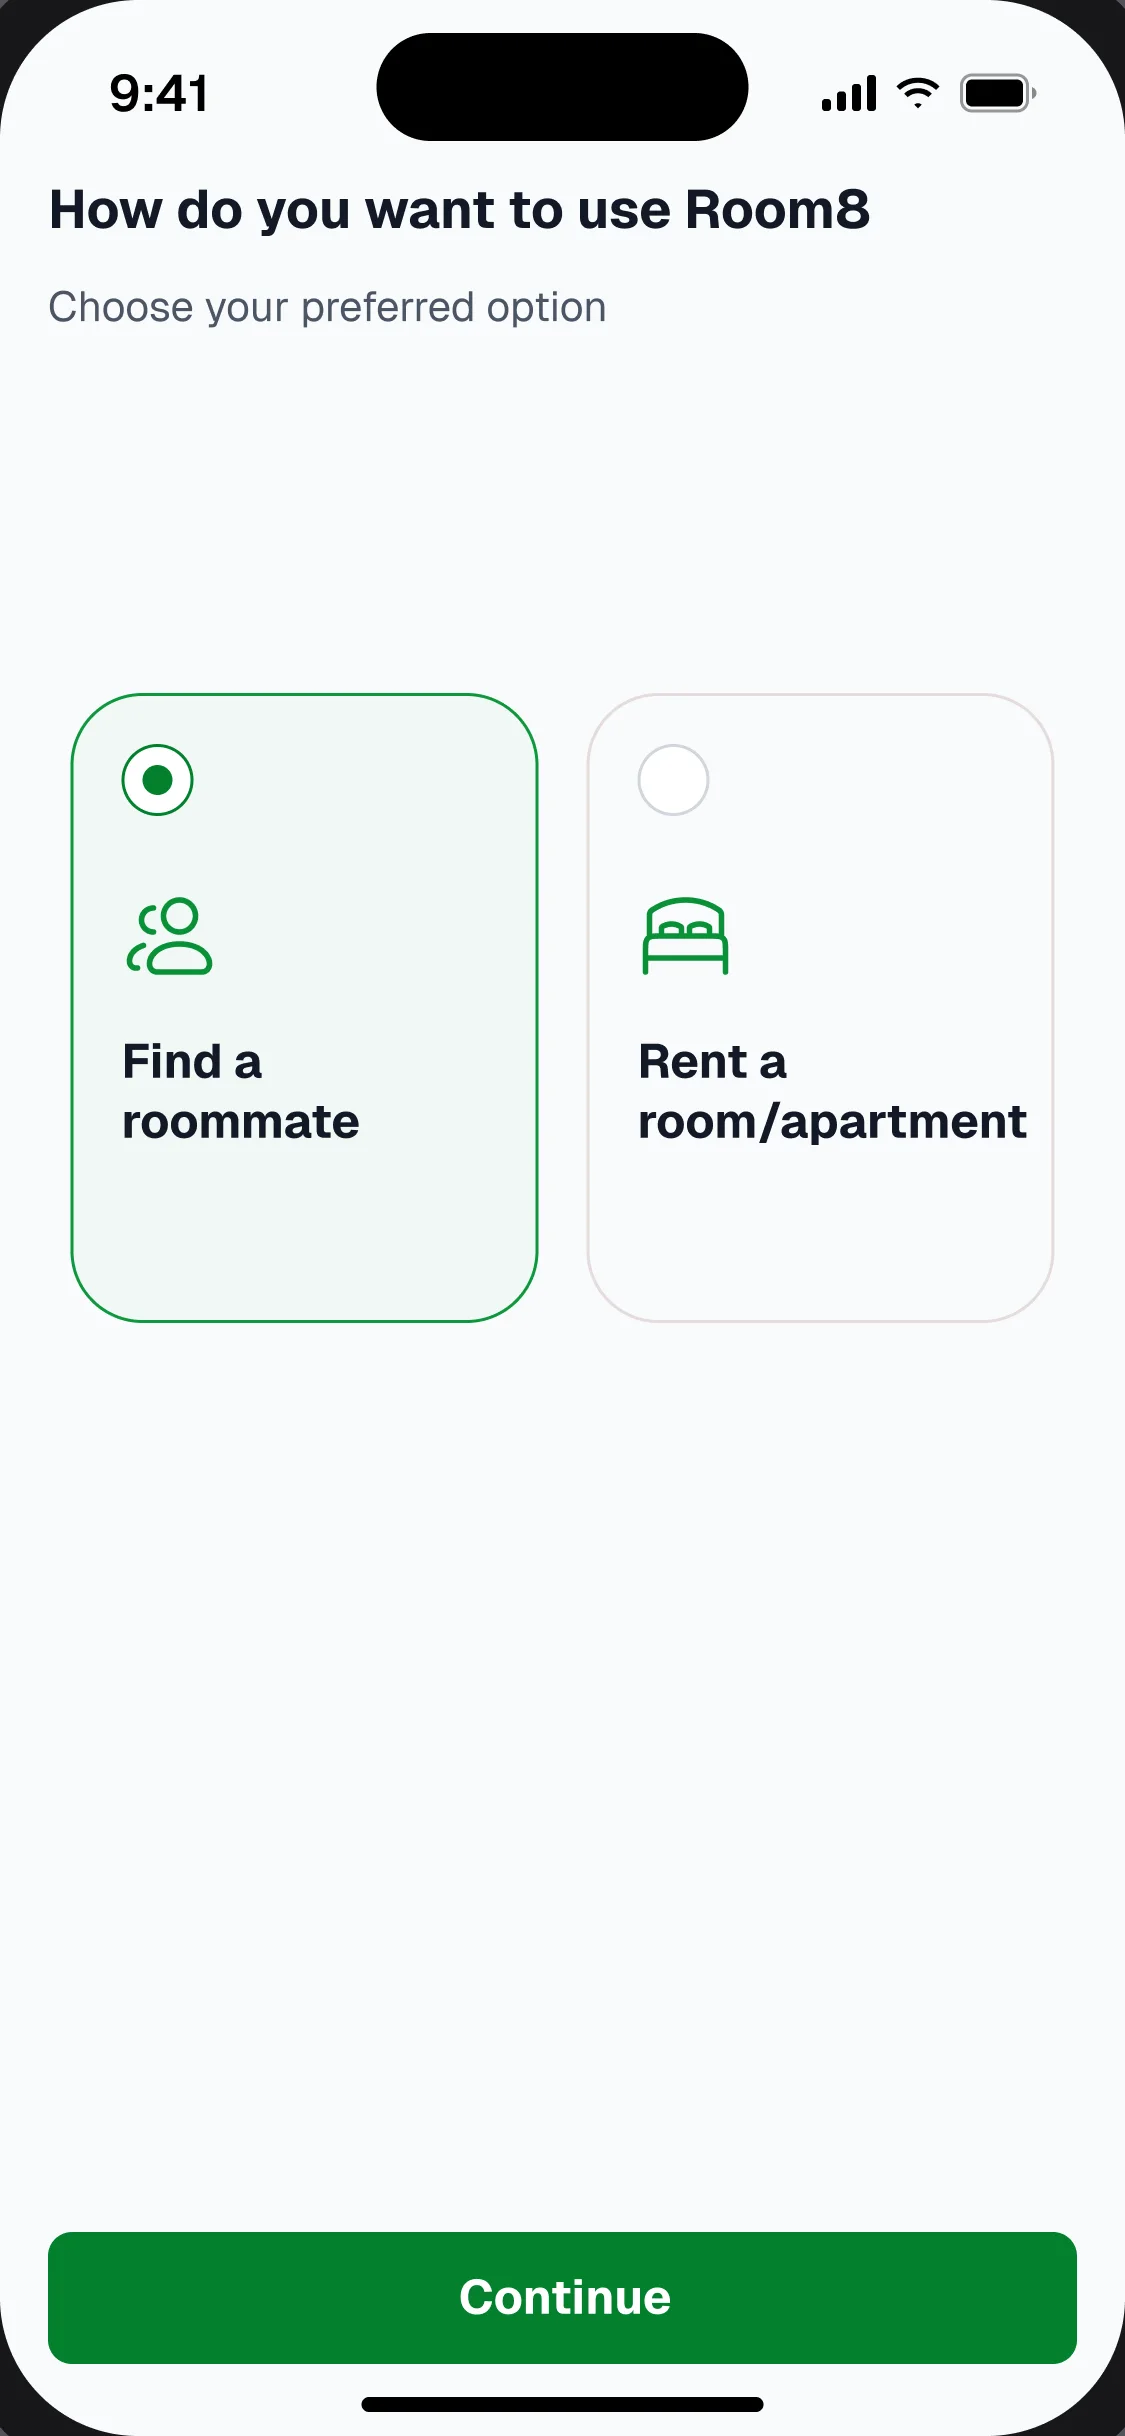 9:41
How do you want to use Room8
Choose your preferred option
Find a
roommate
Rent a
room/apartment
Continue